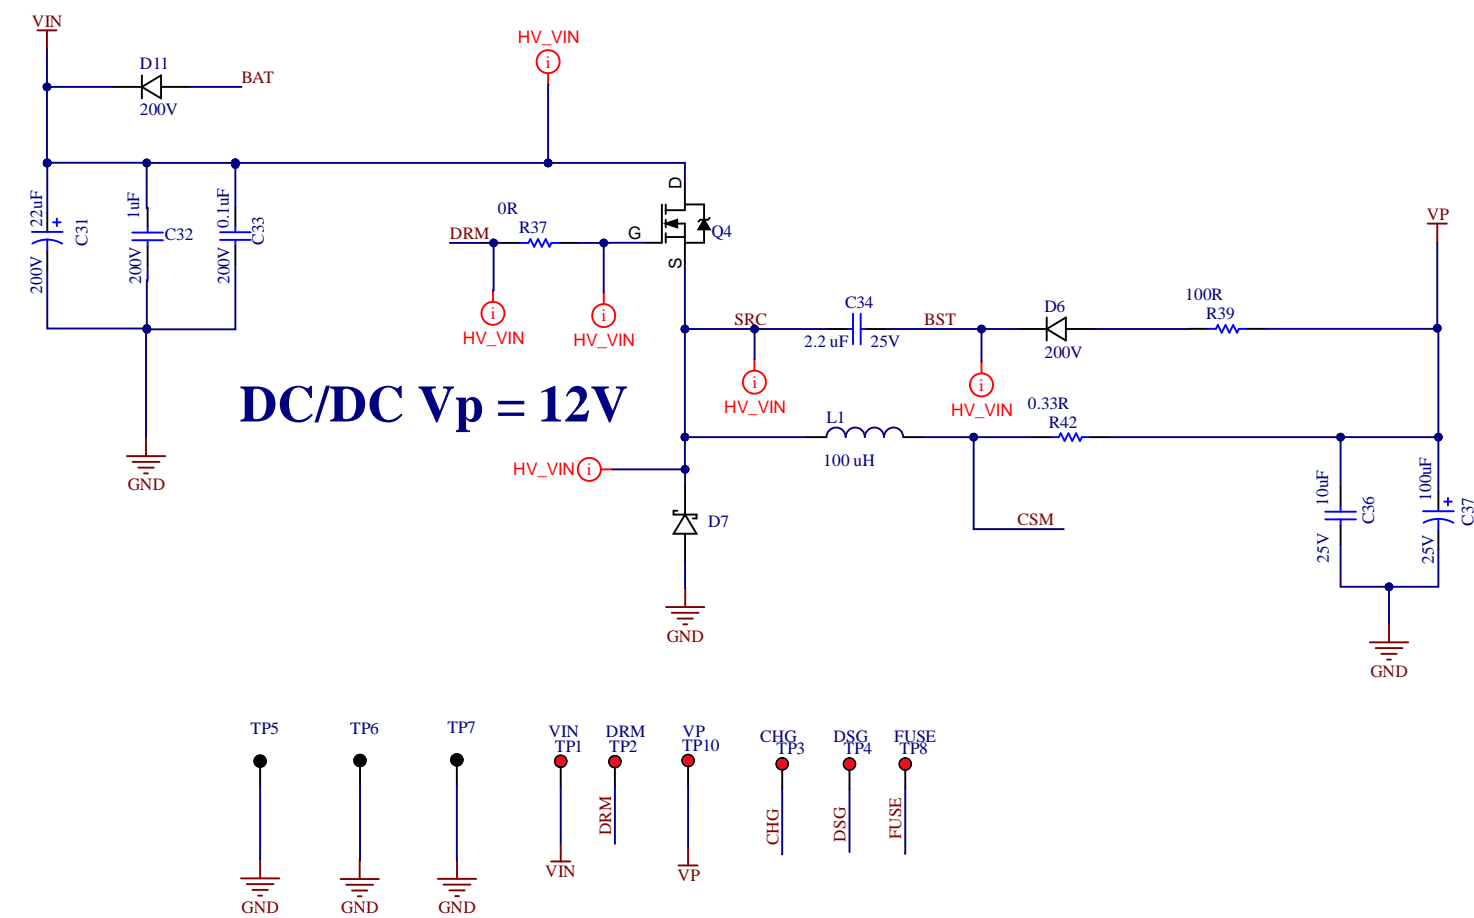 VIN
D11
BAT
200V
HV_VIN
i
22uF
+
C31
200V
1uF
C32
200V
0.1uF
C33
200V
GND
D
0R
R37
DRM
G
Q4
S
i
HV_VIN
i
HV_VIN
SRC
C34
2.2 uF
25V
BST
D6
200V
100R
R39
VP
i
HV_VIN
i
HV_VIN
DC/DC Vp = 12V
L1
100 uH
0.33R
R42
CSM
HV_VIN
i
D7
GND
10uF
C36
25V
100uF
+
C37
25V
GND
TP5
GND
TP6
GND
TP7
GND
VIN
TP1
VIN
DRM
TP2
DRM
VP
TP10
VP
CHG
TP3
CHG
DSG
TP4
DSG
FUSE
TP8
FUSE